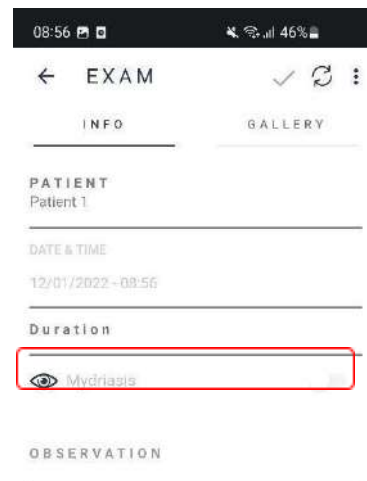 08:56 46%
EXAM
INFO GALLERY
PATIENT
Patient 1
DATE & TIME
12/01/2022 - 08:56
Duration
Mydriasis
OBSERVATION